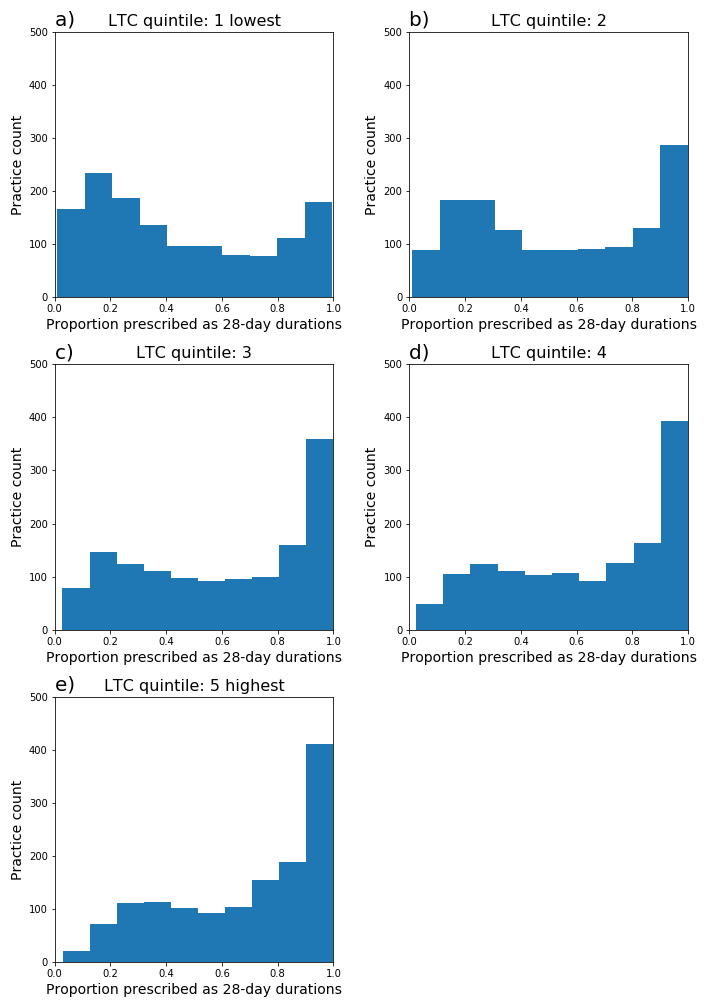 a) LTC quintile: 1 lowest
500
400
300
200
100
0
Practice count
0.0 0.2 0.4 0.6 0.8 1.0
Proportion prescribed as 28-day durations
b) LTC quintile: 2
500
400
300
200
100
0
Practice count
0.0 0.2 0.4 0.6 0.8 1.0
Proportion prescribed as 28-day durations
c) LTC quintile: 3
500
400
300
200
100
0
Practice count
0.0 0.2 0.4 0.6 0.8 1.0
Proportion prescribed as 28-day durations
d) LTC quintile: 4
500
400
300
200
100
0
Practice count
0.0 0.2 0.4 0.6 0.8 1.0
Proportion prescribed as 28-day durations
e) LTC quintile: 5 highest
500
400
300
200
100
0
Practice count
0.0 0.2 0.4 0.6 0.8 1.0
Proportion prescribed as 28-day durations